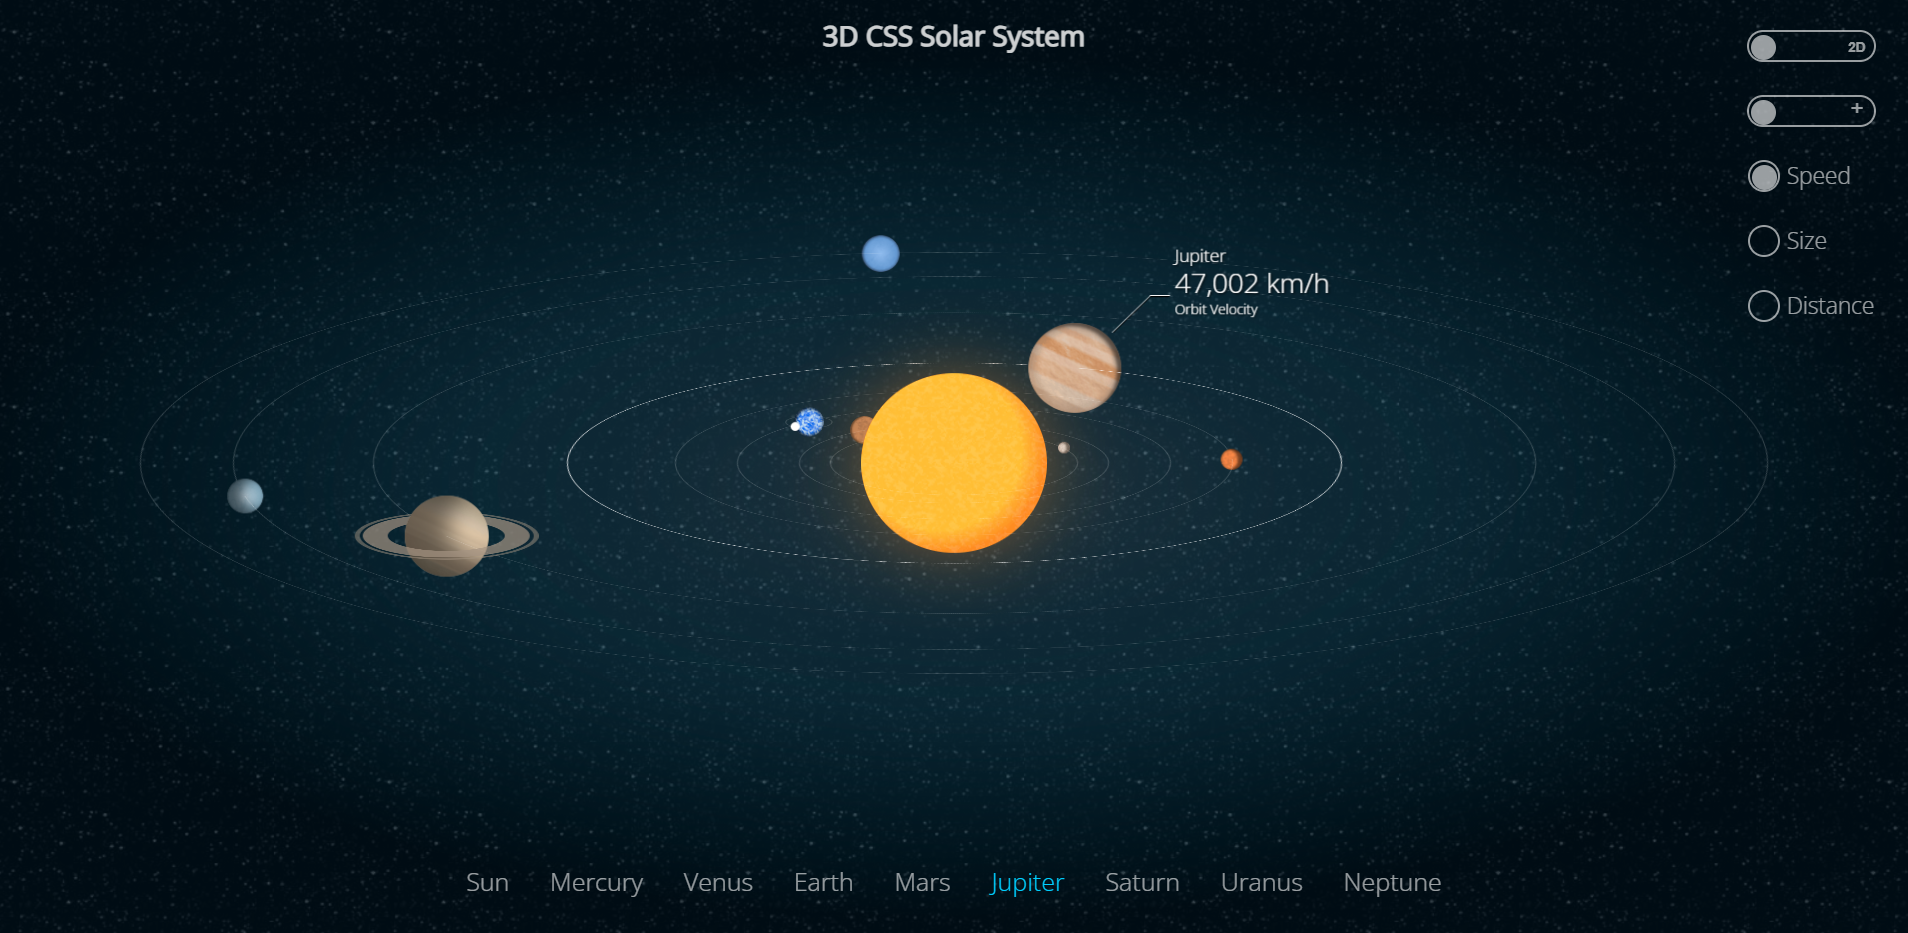 3D CSS Solar System
2D
+
Speed
Size
Distance
Jupiter
47,002 km/h
Orbit Velocity
Sun Mercury Venus Earth Mars Jupiter Saturn Uranus Neptune